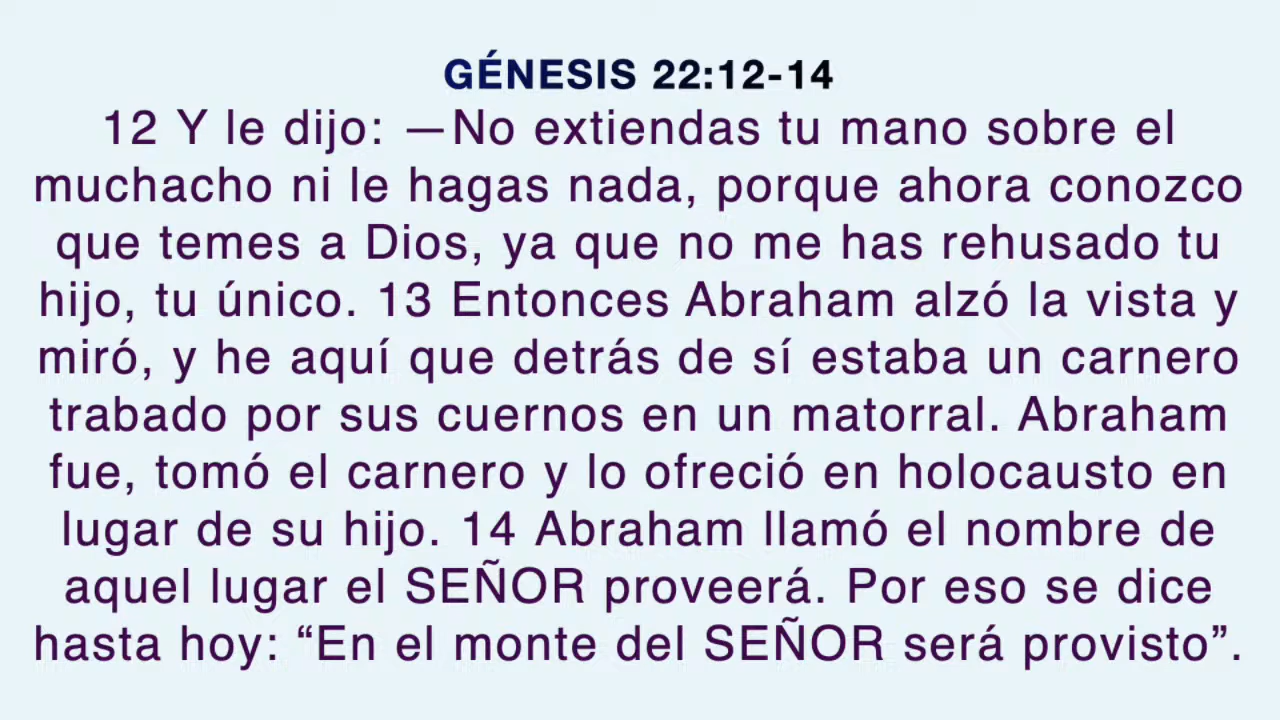 GÉNESIS 22:12-14
12 Y le dijo: —No extiendas tu mano sobre el
muchacho ni le hagas nada, porque ahora conozco
que temes a Dios, ya que no me has rehusado tu
hijo, tu único. 13 Entonces Abraham alzó la vista y
miró, y he aquí que detrás de sí estaba un carnero
trabado por sus cuernos en un matorral. Abraham
fue, tomó el carnero y lo ofreció en holocausto en
lugar de su hijo. 14 Abraham llamó el nombre de
aquel lugar el SEÑOR proveerá. Por eso se dice
hasta hoy: “En el monte del SEÑOR será provisto”.